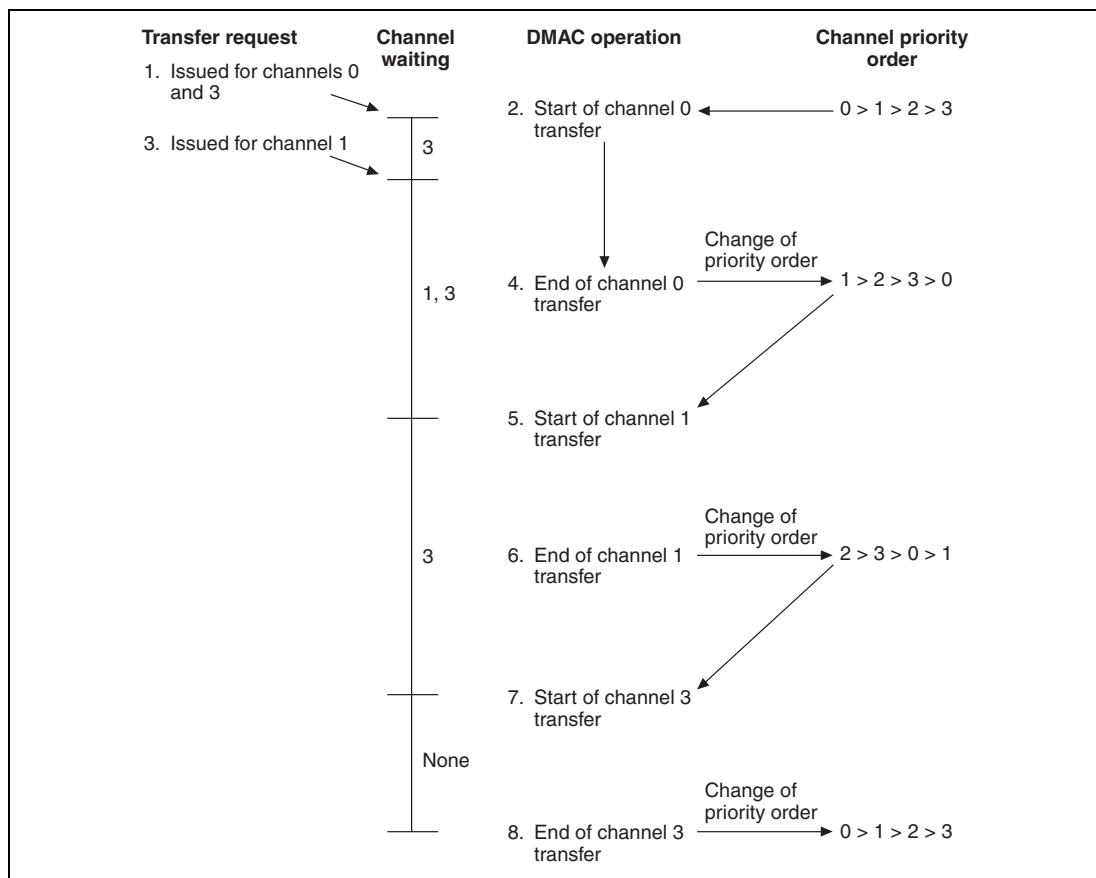 Transfer request
Channel
waiting
DMAC operation
Channel priority
order
1. Issued for channels 0
and 3
2. Start of channel 0
transfer
0 > 1 > 2 > 3
3. Issued for channel 1
3
Change of
priority order
4. End of channel 0
transfer
1 > 2 > 3 > 0
1, 3
5. Start of channel 1
transfer
Change of
priority order
3
6. End of channel 1
transfer
2 > 3 > 0 > 1
7. Start of channel 3
transfer
None
Change of
priority order
8. End of channel 3
transfer
0 > 1 > 2 > 3